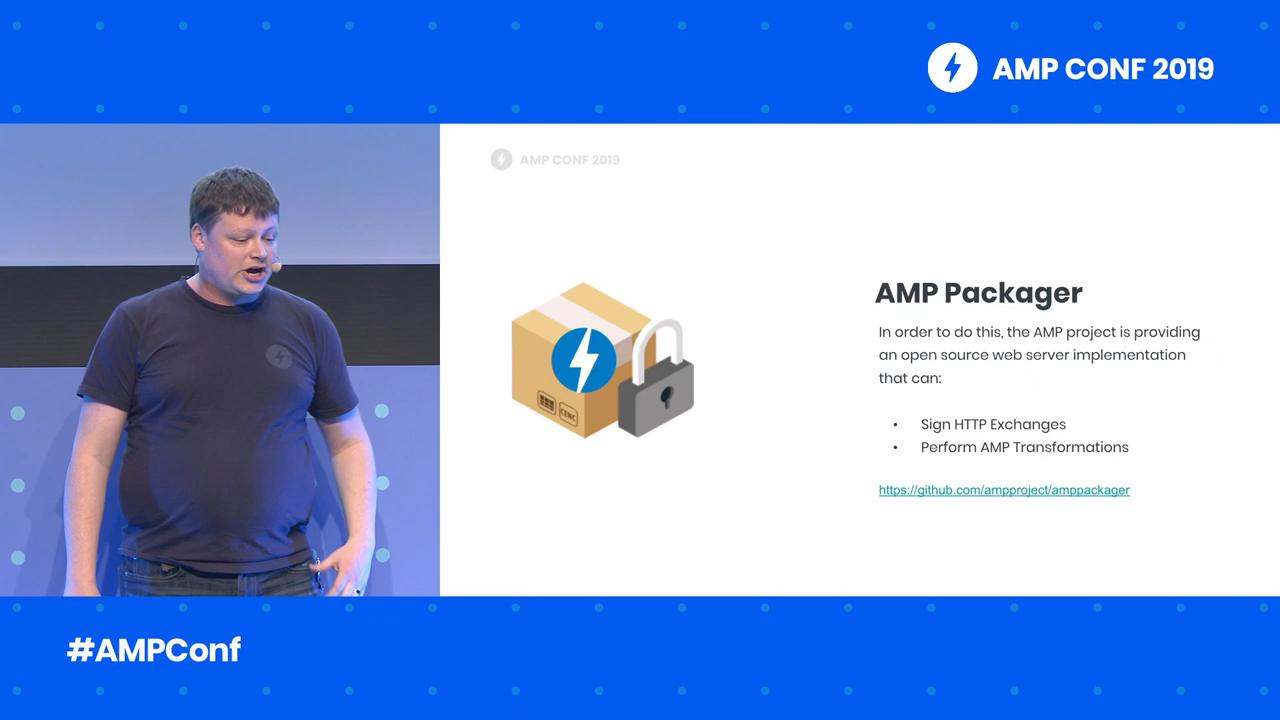 AMP CONF 2019
AMP CONF 2019
AMP Packager
In order to do this, the AMP project is providing
an open source web server implementation
that can:
• Sign HTTP Exchanges
• Perform AMP Transformations
https://github.com/ampproject/amppackager
CENC
#AMPConf